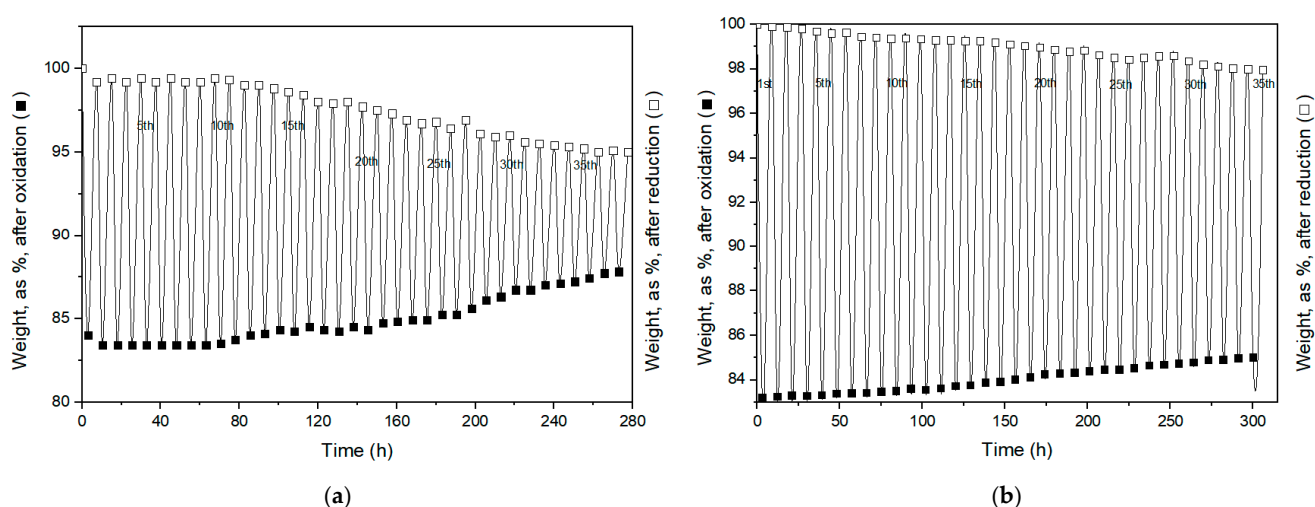 Weight, as %, after oxidation (■)
100
95
90
85
80
5th
10th
15th
20th
25th
30th
35th
0
40
80
120
160
200
240
280
Time (h)
Weight, as %, after reduction (□)
(a)
Weight, as %, after oxidation (■)
100
98
96
94
92
90
88
86
84
1st
5th
10th
15th
20th
25th
30th
35th
0
50
100
150
200
250
300
Time (h)
Weight, as %, after reduction (□)
(b)